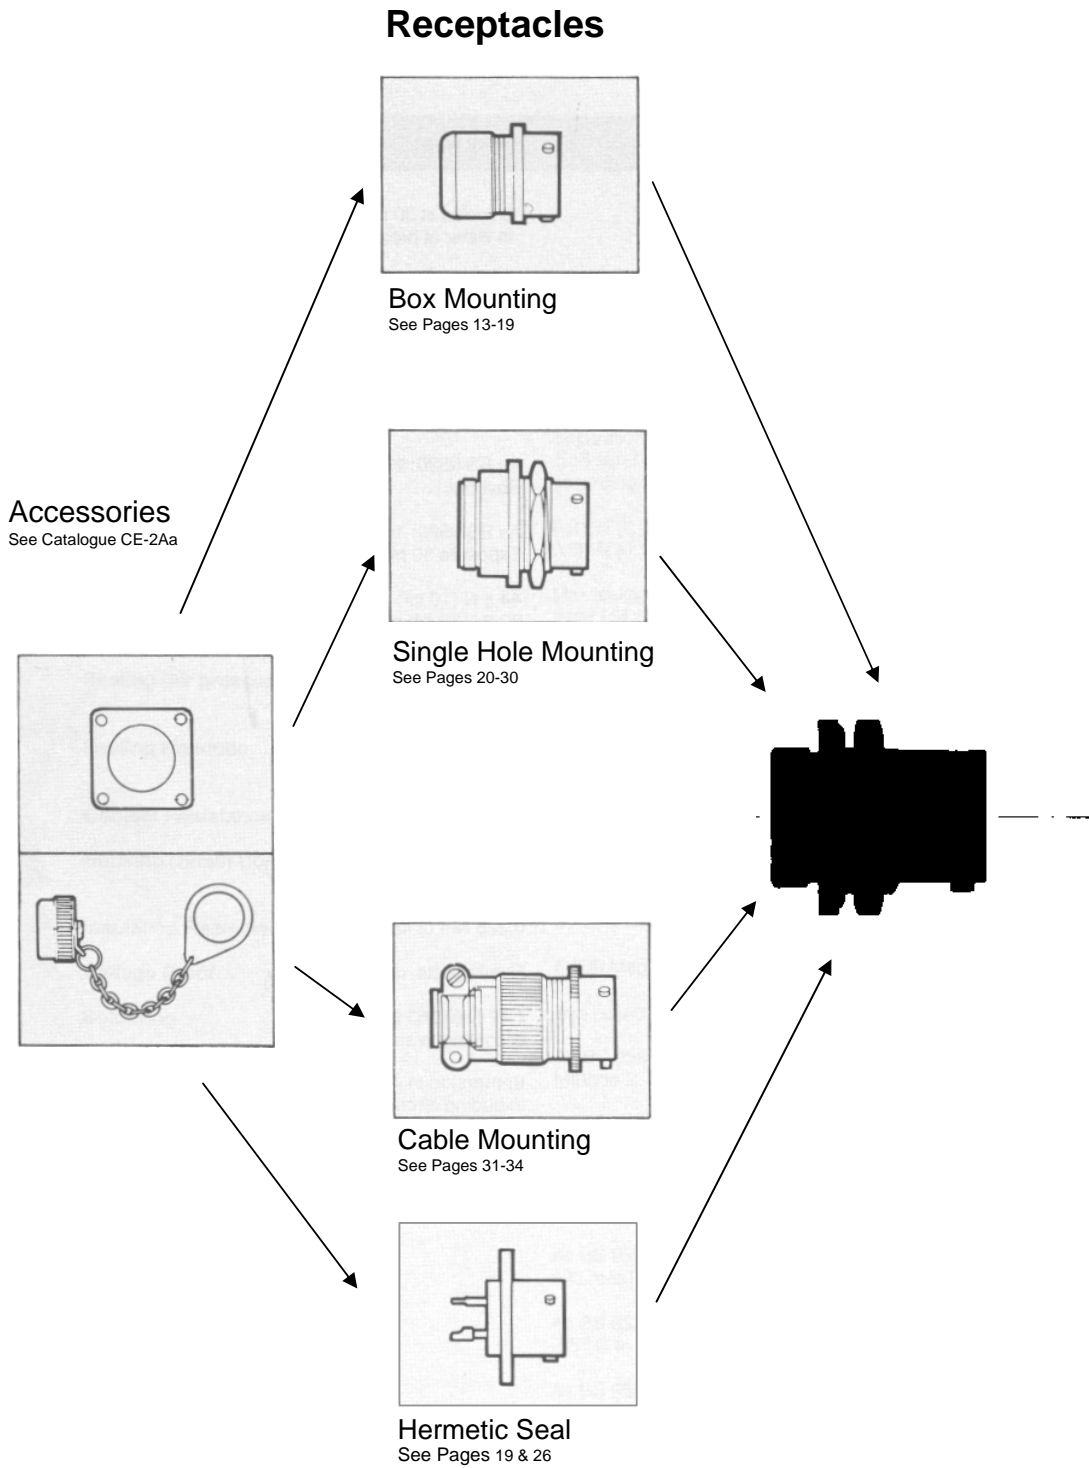 Receptacles
Box Mounting
See Pages 13-19
Accessories
See Catalogue CE-2Aa
Single Hole Mounting
See Pages 20-30
Cable Mounting
See Pages 31-34
Hermetic Seal
See Pages 19 & 26